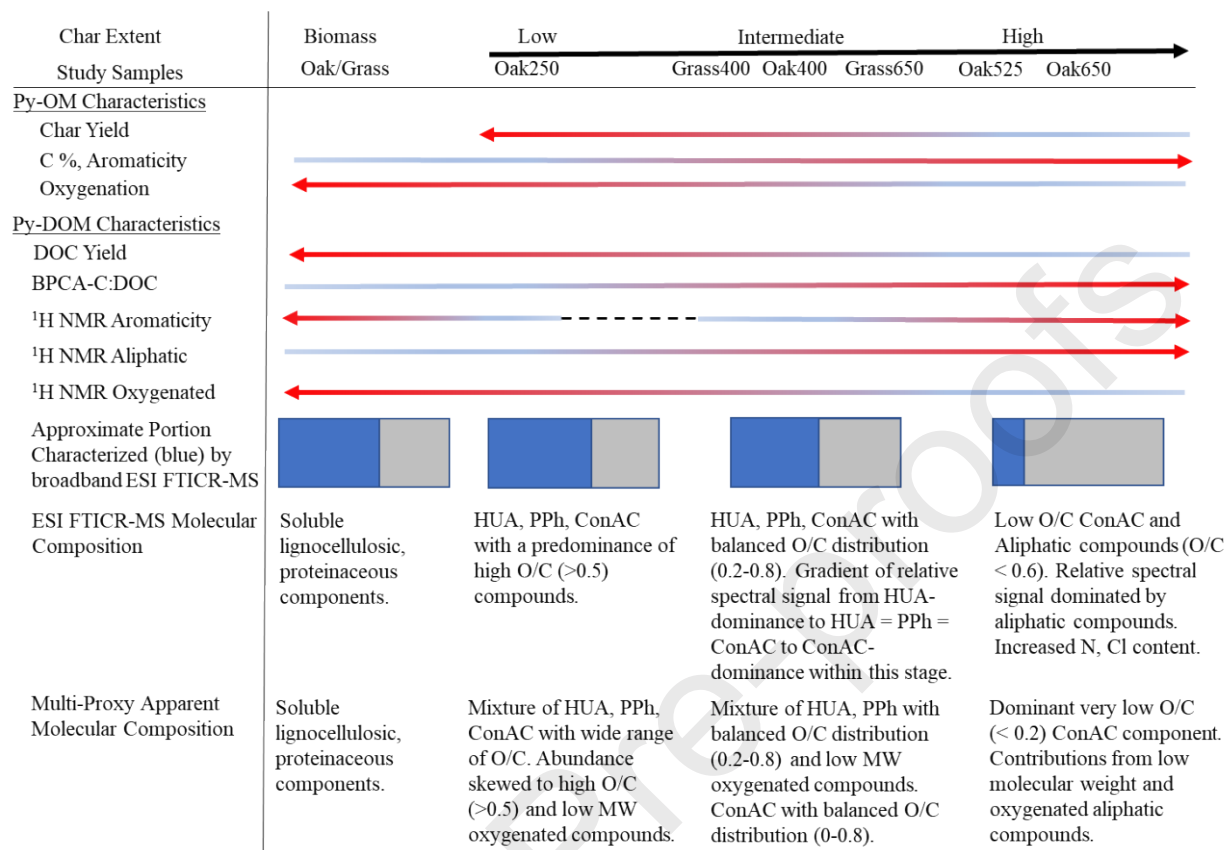 Char Extent Biomass Low Intermediate High
Study Samples Oak/Grass Oak250 Grass400 Oak400 Grass650 Oak525 Oak650
Py-OM Characteristics
Char Yield
C %, Aromaticity
Oxygenation
Py-DOM Characteristics
DOC Yield
BPCA-C:DOC
¹H NMR Aromaticity
¹H NMR Aliphatic
¹H NMR Oxygenated
Approximate Portion
Characterized (blue) by
broadband ESI FTICR-MS
ESI FTICR-MS Molecular
Composition
Soluble
lignocellulosic,
proteinaceous
components.
HUA, PPh, ConAC
with a predominance of
high O/C (>0.5)
compounds.
HUA, PPh, ConAC with
balanced O/C distribution
(0.2-0.8). Gradient of relative
spectral signal from HUA-
dominance to HUA = PPh =
ConAC to ConAC-
dominance within this stage.
Low O/C ConAC and
Aliphatic compounds (O/C
< 0.6). Relative spectral
signal dominated by
aliphatic compounds.
Increased N, Cl content.
Multi-Proxy Apparent
Molecular Composition
Soluble
lignocellulosic,
proteinaceous
components.
Mixture of HUA, PPh,
ConAC with wide range
of O/C. Abundance
skewed to high O/C
(>0.5) and low MW
oxygenated compounds.
Mixture of HUA, PPh with
balanced O/C distribution
(0.2-0.8) and low MW
oxygenated compounds.
ConAC with balanced O/C
distribution (0-0.8).
Dominant very low O/C
(< 0.2) ConAC component.
Contributions from low
molecular weight and
oxygenated aliphatic
compounds.
Pre-proofs